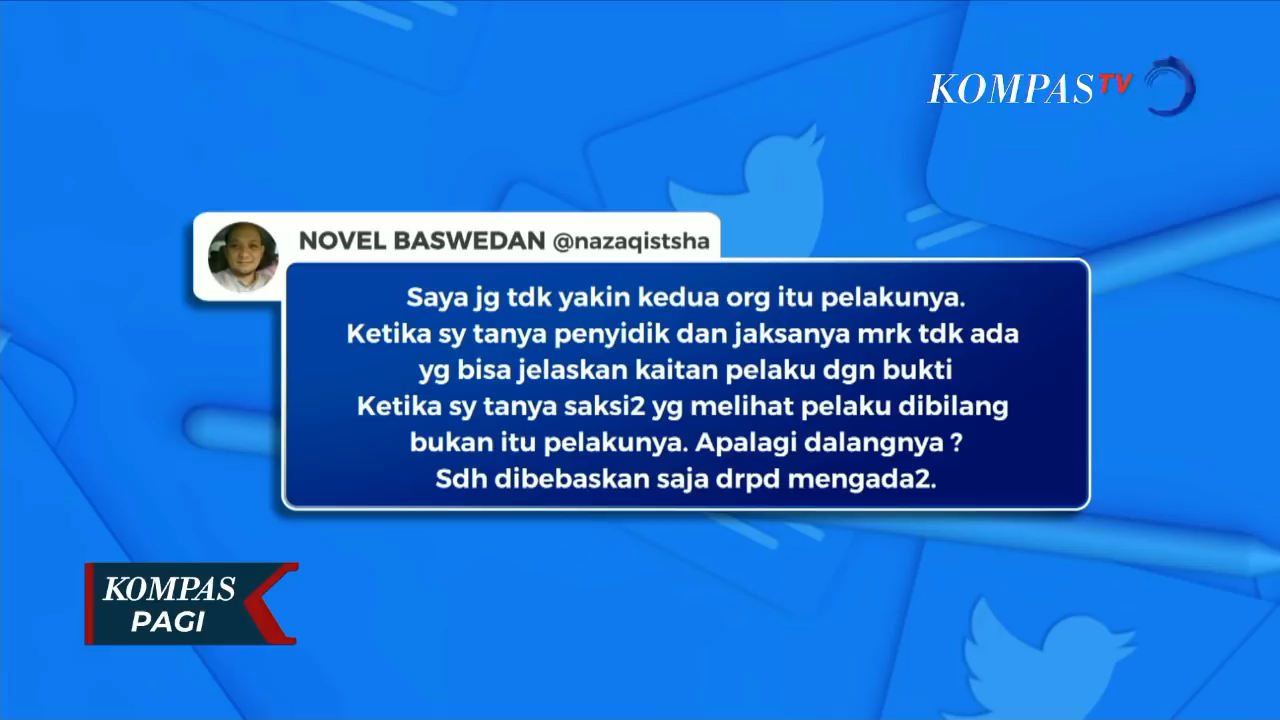 KOMPAS TV
NOVEL BASWEDAN @nazaqistsha
Saya jg tdk yakin kedua org itu pelakunya.
Ketika sy tanya penyidik dan jaksanya mrk tdk ada
yg bisa jelaskan kaitan pelaku dgn bukti
Ketika sy tanya saksi2 yg melihat pelaku dibilang
bukan itu pelakunya. Apalagi dalangnya ?
Sdh dibebaskan saja drpd mengada2.
KOMPAS
PAGI